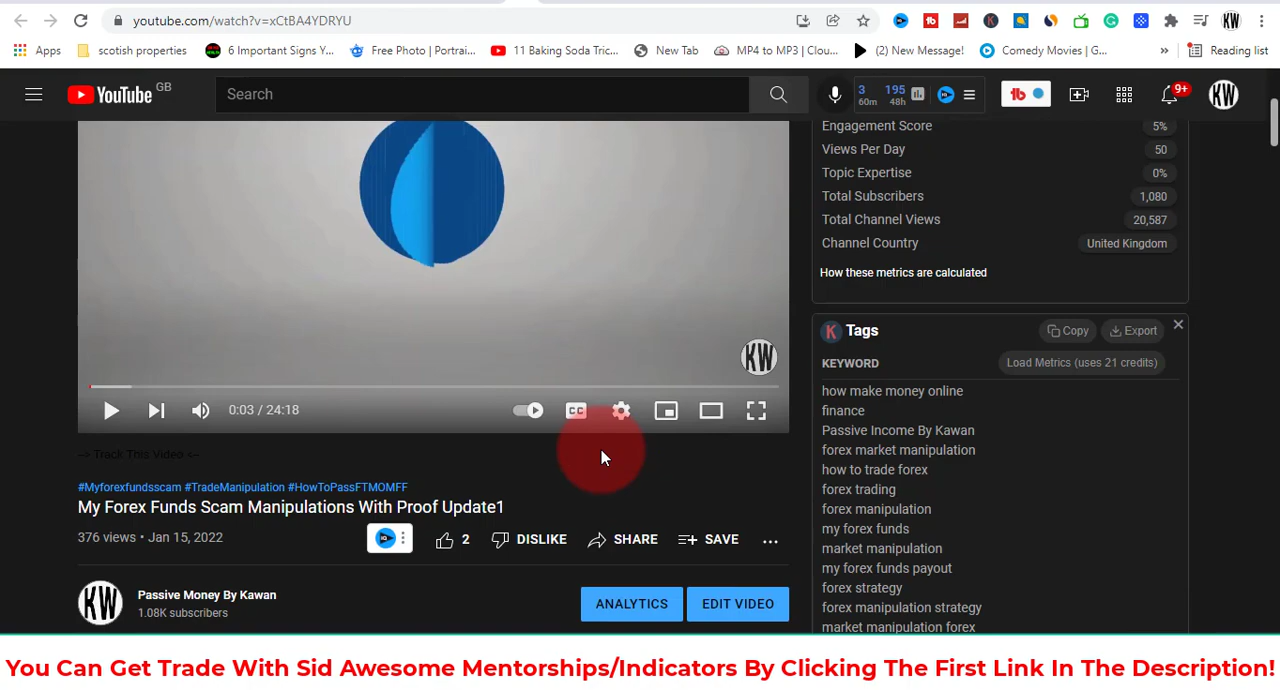 youtube.com/watch?v=xCtBA4YDRYU
Apps scotish properties 6 Important Signs Y... Free Photo | Portrai... 11 Baking Soda Tric... New Tab MP4 to MP3 | Clou... (2) New Message! Comedy Movies | G... » Reading list
YouTube GB Search 3 60m 195 48h 9+ KW
Engagement Score 5%
Views Per Day 50
Topic Expertise 0%
Total Subscribers 1,080
Total Channel Views 20,587
Channel Country United Kingdom
How these metrics are calculated
KW
0:03 / 24:18 CC
--> Track This Video <--
#Myforexfundsscam #TradeManipulation #HowToPassFTMOMFF
My Forex Funds Scam Manipulations With Proof Update1
376 views • Jan 15, 2022 IQ 2 DISLIKE SHARE SAVE ...
KW Passive Money By Kawan
1.08K subscribers
ANALYTICS EDIT VIDEO
K Tags Copy Export
KEYWORD Load Metrics (uses 21 credits)
how make money online
finance
Passive Income By Kawan
forex market manipulation
how to trade forex
forex trading
forex manipulation
my forex funds
market manipulation
my forex funds payout
forex strategy
forex manipulation strategy
market manipulation forex
You Can Get Trade With Sid Awesome Mentorships/Indicators By Clicking The First Link In The Description!